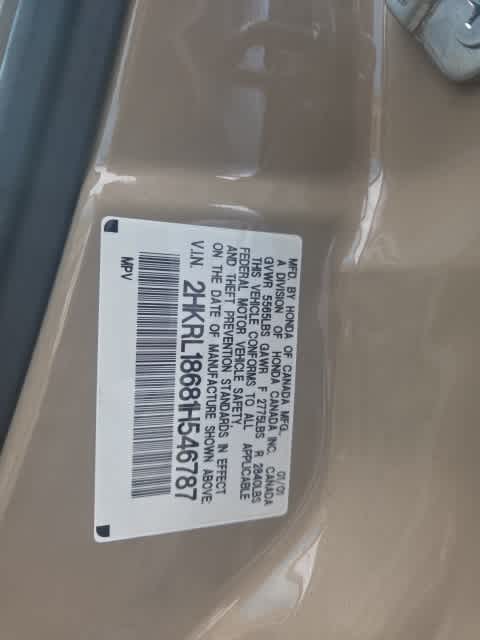 MFD. BY HONDA OF CANADA MFG. 01/01
A DIVISION OF HONDA CANADA INC. CANADA
GVWR 5565LBS GAWR F 2775LBS R 2840LBS
THIS VEHICLE CONFORMS TO ALL APPLICABLE
FEDERAL MOTOR VEHICLE SAFETY,
AND THEFT PREVENTION STANDARDS IN EFFECT
ON THE DATE OF MANUFACTURE SHOWN ABOVE:
V.I.N. 2HKRL18681H546787
MPV